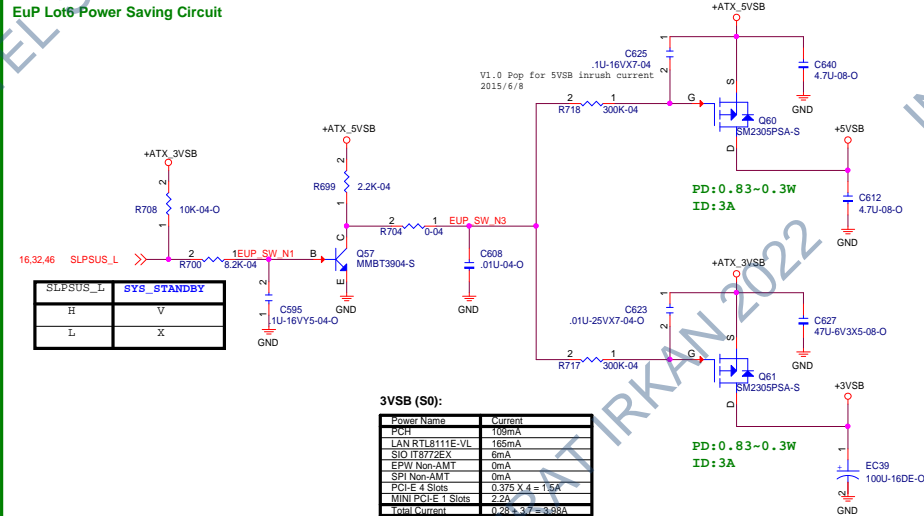 EuP Lot6 Power Saving Circuit
+ATX_5VSB
C625
.1U-16VX7-04
V1.0 Pop for 5VSB inrush current
2015/6/8
C640
4.7U-08-O
GND
2 1
R718 300K-04
G
S
D
Q60
SM2305PSA-S
+5VSB
PD:0.83~0.3W
ID:3A
C612
4.7U-08-O
GND
+ATX_3VSB
R708 10K-04-O
+ATX_5VSB
R699 2.2K-04
16,32,46 SLPSUS_L
2 1
R700 8.2K-04
EUP_SW_N1
B
C
E
Q57
MMBT3904-S
GND
2 1
R704 0-04
EUP_SW_N3
C608
.01U-04-O
GND
C595
.1U-16VY5-04-O
GND
SLPSUS_L SYS_STANDBY
H V
L X
+ATX_3VSB
C623
.01U-25VX7-04-O
C627
47U-6V3X5-08-O
GND
2 1
R717 300K-04
G
S
D
Q61
SM2305PSA-S
+3VSB
PD:0.83~0.3W
ID:3A
EC39
100U-16DE-O
GND
3VSB (S0):
Power Name Current
PCH 109mA
LAN RTL8111E-VL 165mA
SIO IT8772EX 6mA
EPW Non-AMT 0mA
SPI Non-AMT 0mA
PCI-E 4 Slots 0.375 X 4 = 1.5A
MINI PCI-E 1 Slots 2.2A
Total Current 0.28 + 3.7 = 3.98A
RAT IRKAN 2022